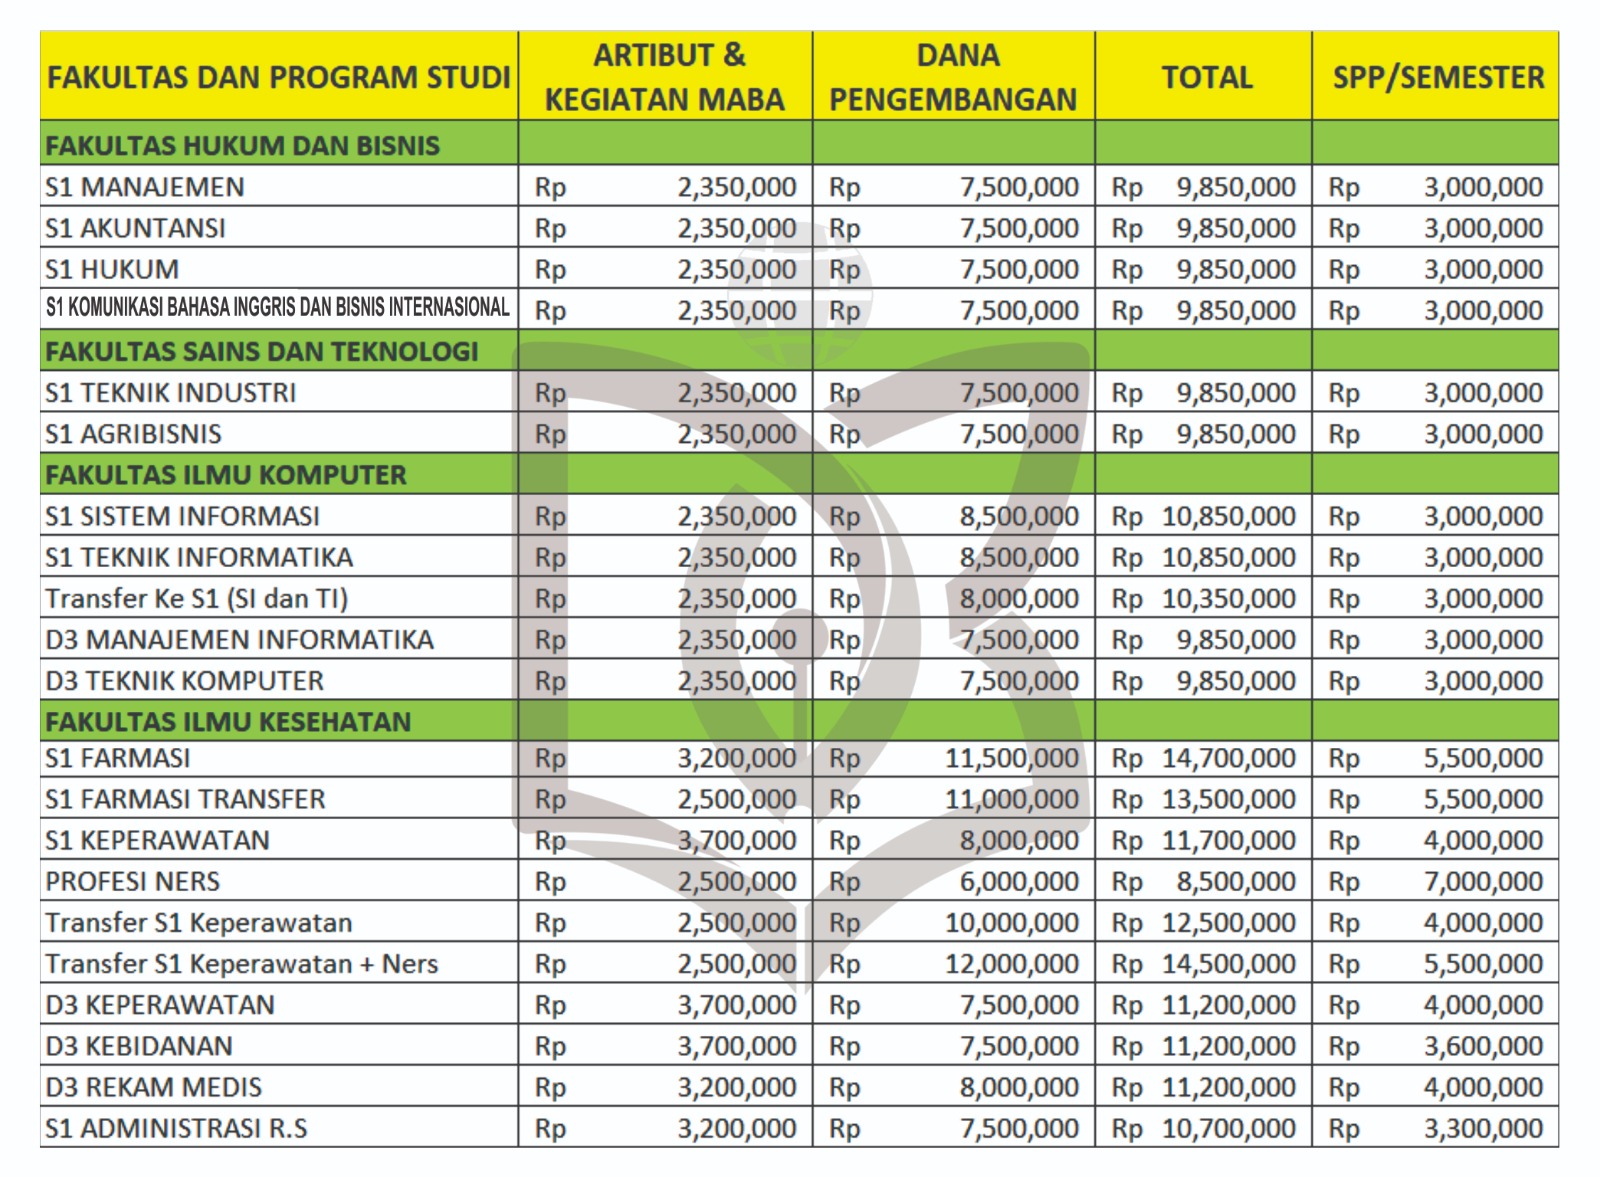 FAKULTAS DAN PROGRAM STUDI ARTIBUT & KEGIATAN MABA DANA PENGEMBANGAN TOTAL SPP/SEMESTER
FAKULTAS HUKUM DAN BISNIS
S1 MANAJEMEN Rp 2,350,000 Rp 7,500,000 Rp 9,850,000 Rp 3,000,000
S1 AKUNTANSI Rp 2,350,000 Rp 7,500,000 Rp 9,850,000 Rp 3,000,000
S1 HUKUM Rp 2,350,000 Rp 7,500,000 Rp 9,850,000 Rp 3,000,000
S1 KOMUNIKASI BAHASA INGGRIS DAN BISNIS INTERNASIONAL Rp 2,350,000 Rp 7,500,000 Rp 9,850,000 Rp 3,000,000
FAKULTAS SAINS DAN TEKNOLOGI
S1 TEKNIK INDUSTRI Rp 2,350,000 Rp 7,500,000 Rp 9,850,000 Rp 3,000,000
S1 AGRIBISNIS Rp 2,350,000 Rp 7,500,000 Rp 9,850,000 Rp 3,000,000
FAKULTAS ILMU KOMPUTER
S1 SISTEM INFORMASI Rp 2,350,000 Rp 8,500,000 Rp 10,850,000 Rp 3,000,000
S1 TEKNIK INFORMATIKA Rp 2,350,000 Rp 8,500,000 Rp 10,850,000 Rp 3,000,000
Transfer Ke S1 (SI dan TI) Rp 2,350,000 Rp 8,000,000 Rp 10,350,000 Rp 3,000,000
D3 MANAJEMEN INFORMATIKA Rp 2,350,000 Rp 7,500,000 Rp 9,850,000 Rp 3,000,000
D3 TEKNIK KOMPUTER Rp 2,350,000 Rp 7,500,000 Rp 9,850,000 Rp 3,000,000
FAKULTAS ILMU KESEHATAN
S1 FARMASI Rp 3,200,000 Rp 11,500,000 Rp 14,700,000 Rp 5,500,000
S1 FARMASI TRANSFER Rp 2,500,000 Rp 11,000,000 Rp 13,500,000 Rp 5,500,000
S1 KEPERAWATAN Rp 3,700,000 Rp 8,000,000 Rp 11,700,000 Rp 4,000,000
PROFESI NERS Rp 2,500,000 Rp 6,000,000 Rp 8,500,000 Rp 7,000,000
Transfer S1 Keperawatan Rp 2,500,000 Rp 10,000,000 Rp 12,500,000 Rp 4,000,000
Transfer S1 Keperawatan + Ners Rp 2,500,000 Rp 12,000,000 Rp 14,500,000 Rp 5,500,000
D3 KEPERAWATAN Rp 3,700,000 Rp 7,500,000 Rp 11,200,000 Rp 4,000,000
D3 KEBIDANAN Rp 3,700,000 Rp 7,500,000 Rp 11,200,000 Rp 3,600,000
D3 REKAM MEDIS Rp 3,200,000 Rp 8,000,000 Rp 11,200,000 Rp 4,000,000
S1 ADMINISTRASI R.S Rp 3,200,000 Rp 7,500,000 Rp 10,700,000 Rp 3,300,000